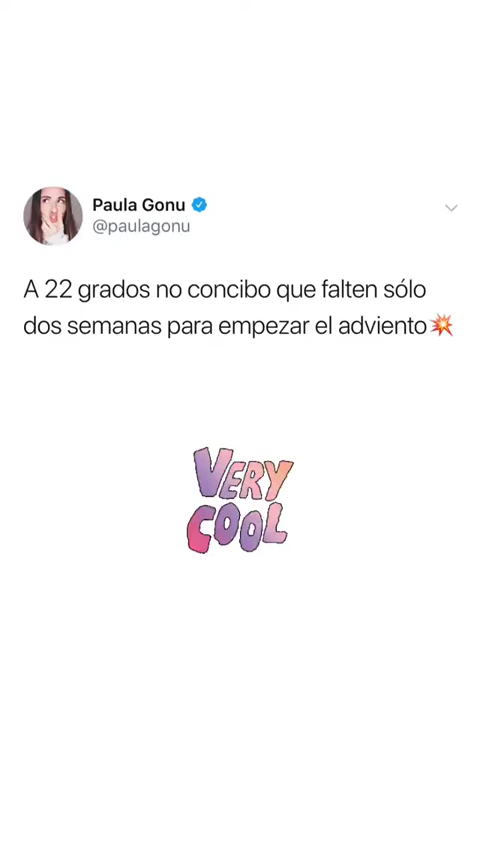 Paula Gonu
@paulagonu
A 22 grados no concibo que falten sólo
dos semanas para empezar el adviento💥
VERY
COOL